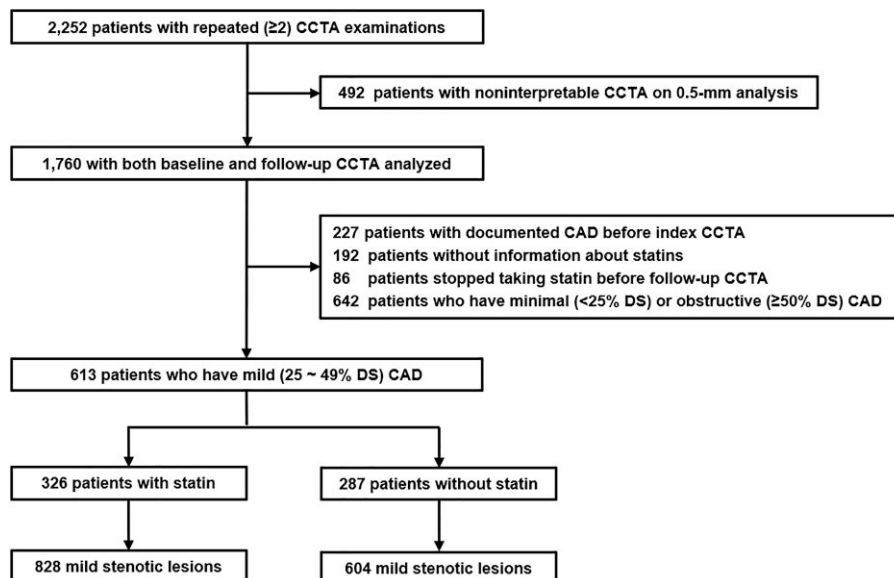 2,252 patients with repeated (≥2) CCTA examinations
492 patients with noninterpretable CCTA on 0.5-mm analysis
1,760 with both baseline and follow-up CCTA analyzed
227 patients with documented CAD before index CCTA
192 patients without information about statins
86 patients stopped taking statin before follow-up CCTA
642 patients who have minimal (<25% DS) or obstructive (≥50% DS) CAD
613 patients who have mild (25 ~ 49% DS) CAD
326 patients with statin
287 patients without statin
828 mild stenotic lesions
604 mild stenotic lesions